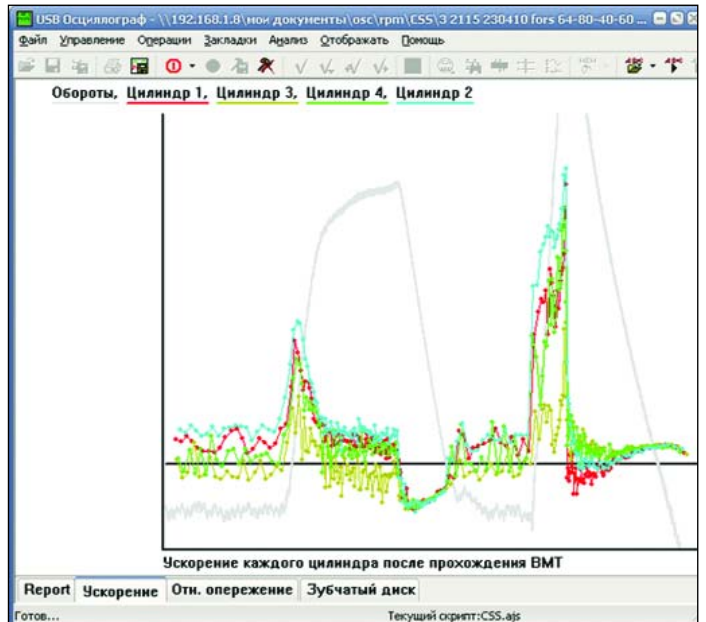 USB Осциллограф - \\192.168.1.8\мои документы\osc\rpm\CSS\3 2115 230410 fors 64-80-40-60 ...
Файл Управление Операции Закладки Анализ Отображать Помощь
Обороты, Цилиндр 1, Цилиндр 3, Цилиндр 4, Цилиндр 2
Ускорение каждого цилиндра после прохождения ВМТ
Report Ускорение Отн. опережение Зубчатый диск
Готов... Текущий скрипт:CSS.ajs